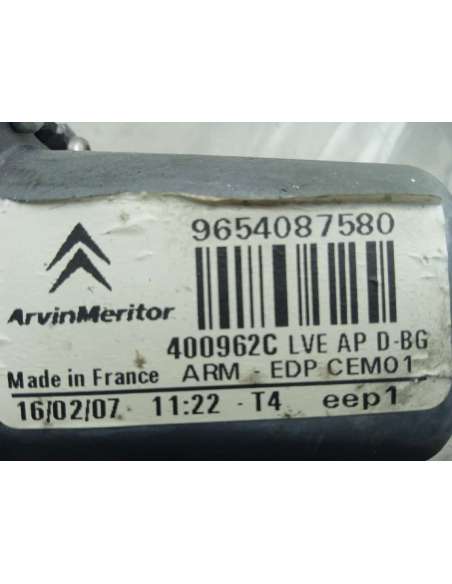 9654087580
ArvinMeritor
400962C LVE AP D-BG
Made in France ARM - EDP CEM01
16/02/07 11:22 - T4 eep1